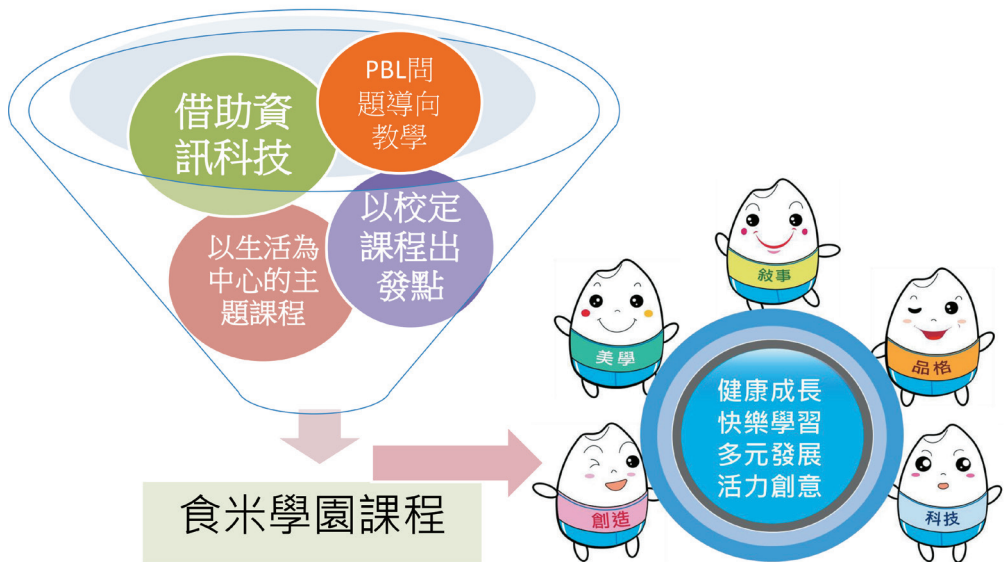 借助資
訊科技
PBL問
題導向
教學
以生活為
中心的主
題課程
以校定
課程出
發點
食米學園課程
敘事
美學
品格
創造
科技
健康成長
快樂學習
多元發展
活力創意